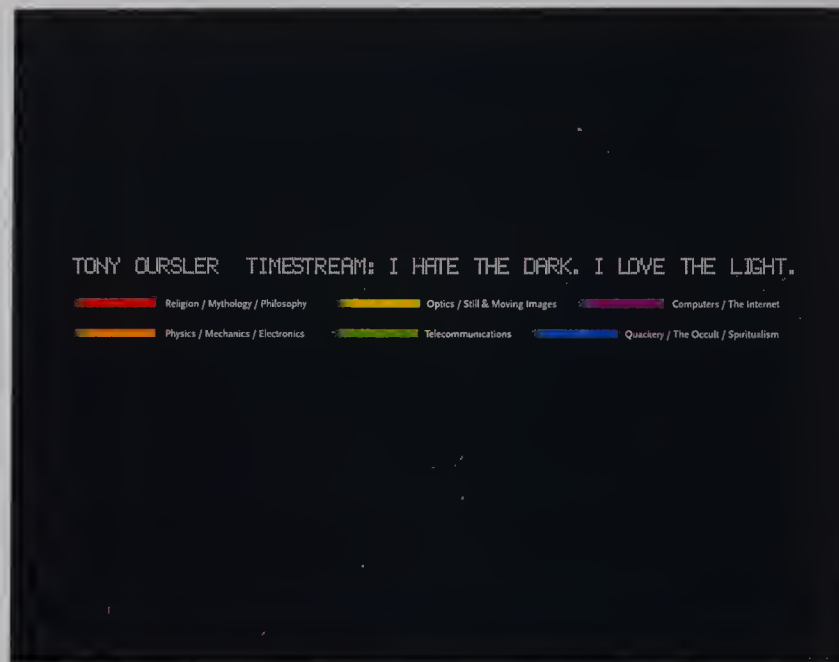 TONY OURSLER TIMESTREAM: I HATE THE DARK. I LOVE THE LIGHT.
Religion / Mythology / Philosophy Optics / Still & Moving Images Computers / The Internet
Physics / Mechanics / Electronics Telecommunications Quackery / The Occult / Spiritualism